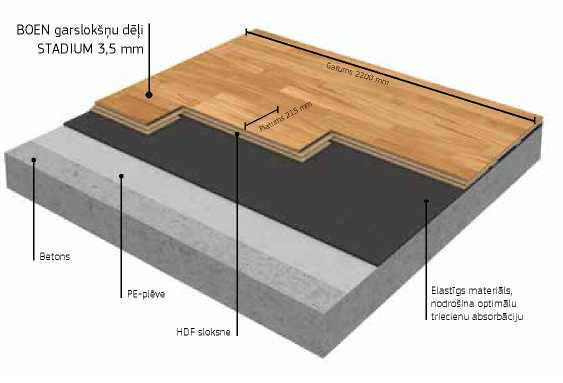 BOEN garslokšņu dēļi
STADIUM 3,5 mm
Garums 2200 mm
Platums 215 mm
Betons
PE-plēve
HDF sloksne
Elastīgs materiāls,
nodrošina optimālu
triecienu absorbāciju